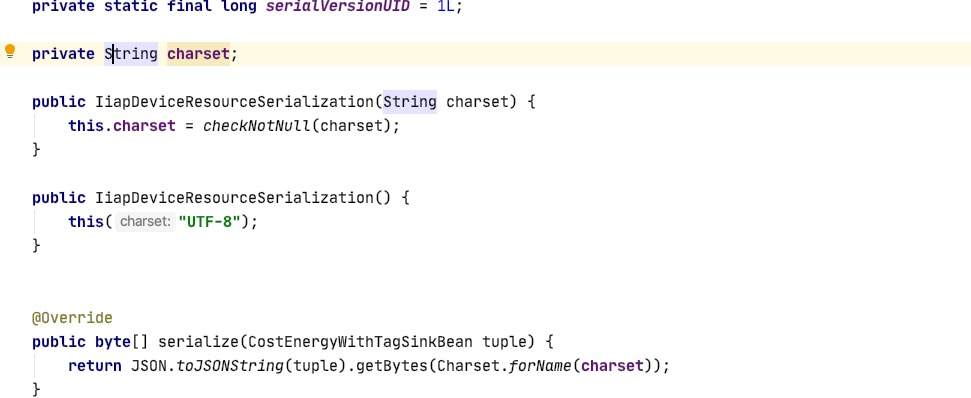 private static final long serialVersionUID = 1L;
private String charset;
public IiapDeviceResourceSerialization(String charset) {
this.charset = checkNotNull(charset);
}
public IiapDeviceResourceSerialization() {
this( charset: "UTF-8");
}
@Override
public byte[] serialize(CostEnergyWithTagSinkBean tuple) {
return JSON.toJSONString(tuple).getBytes(Charset.forName(charset));
}